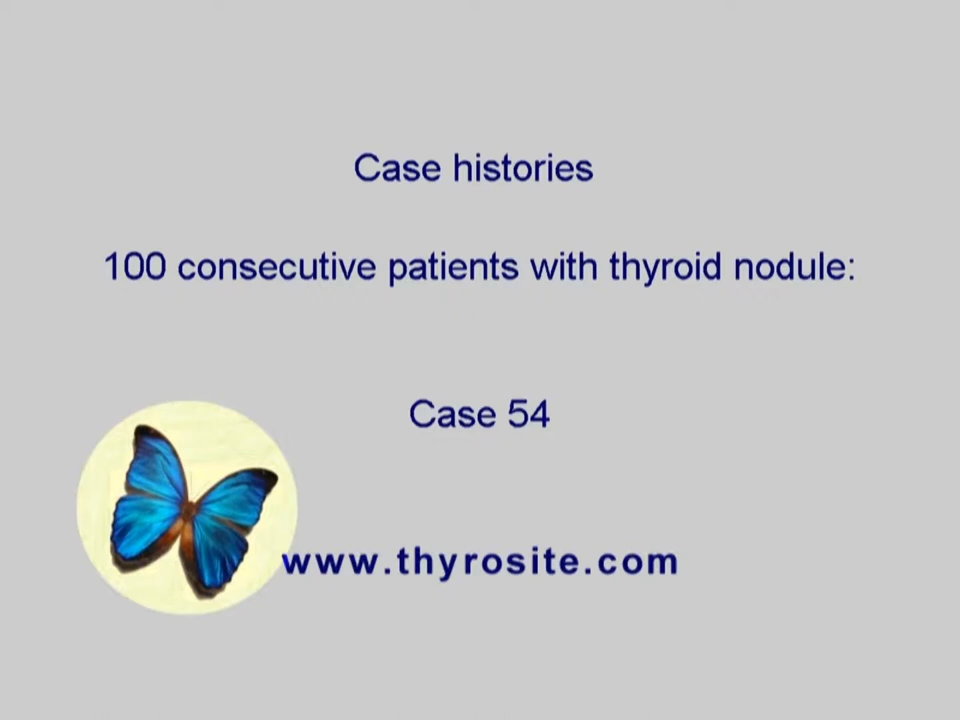 Case histories
100 consecutive patients with thyroid nodule:
Case 54
www.thyrosite.com